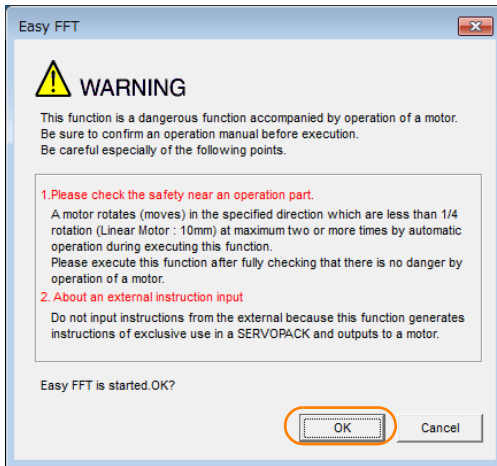 Easy FFT
WARNING
This function is a dangerous function accompanied by operation of a motor.
Be sure to confirm an operation manual before execution.
Be careful especially of the following points.
1.Please check the safety near an operation part.
A motor rotates (moves) in the specified direction which are less than 1/4
rotation (Linear Motor : 10mm) at maximum two or more times by automatic
operation during executing this function.
Please execute this function after fully checking that there is no danger by
operation of a motor.
2. About an external instruction input
Do not input instructions from the external because this function generates
instructions of exclusive use in a SERVOPACK and outputs to a motor.
Easy FFT is started.OK?
OK
Cancel